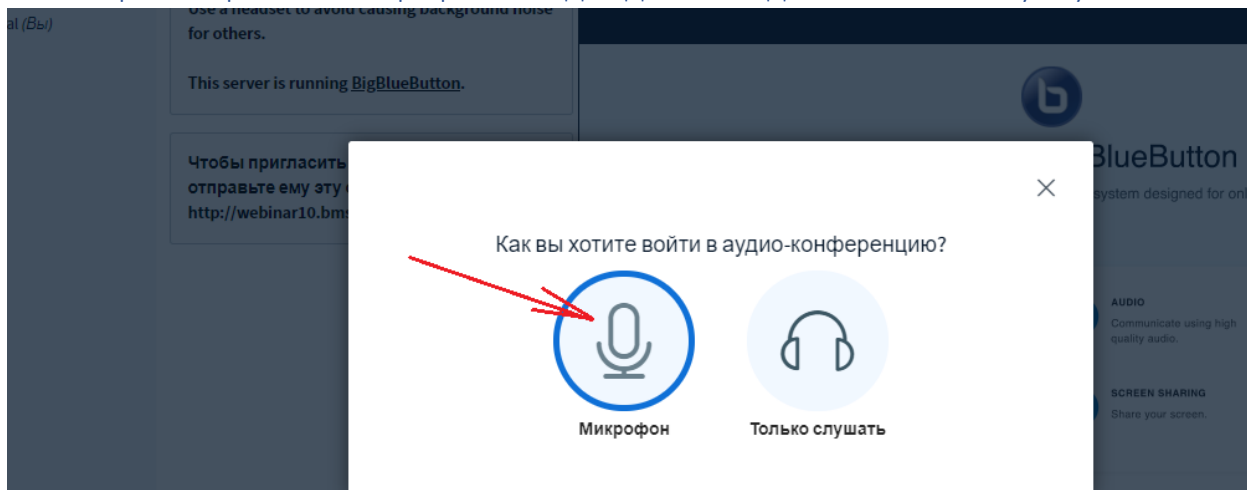 al (Вы)
Use a headset to avoid causing background noise
for others.
This server is running BigBlueButton.
Чтобы пригласить
отправьте ему эту
http://webinar10.bms
BlueButton
system designed for onl
Как вы хотите войти в аудио-конференцию?
Микрофон
Только слушать
AUDIO
Communicate using high
quality audio.
SCREEN SHARING
Share your screen.